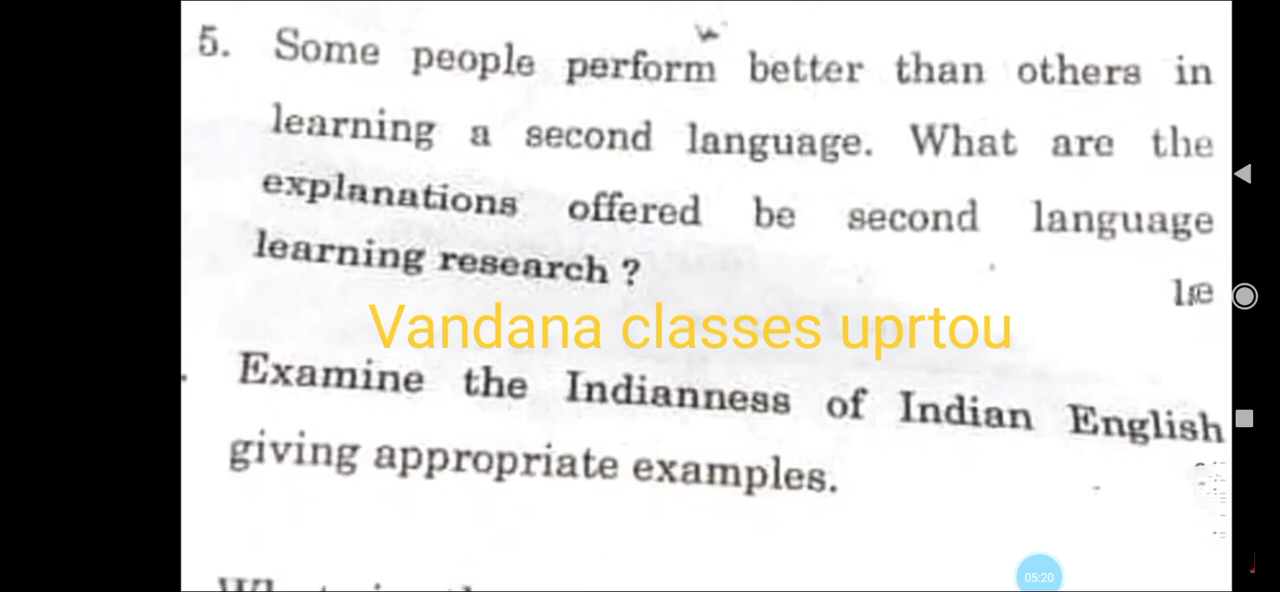 5. Some people perform better than others in
learning a second language. What are the
explanations offered be second language
learning research ?
Vandana classes uprtou
Examine the Indianness of Indian English
giving appropriate examples.
05:20